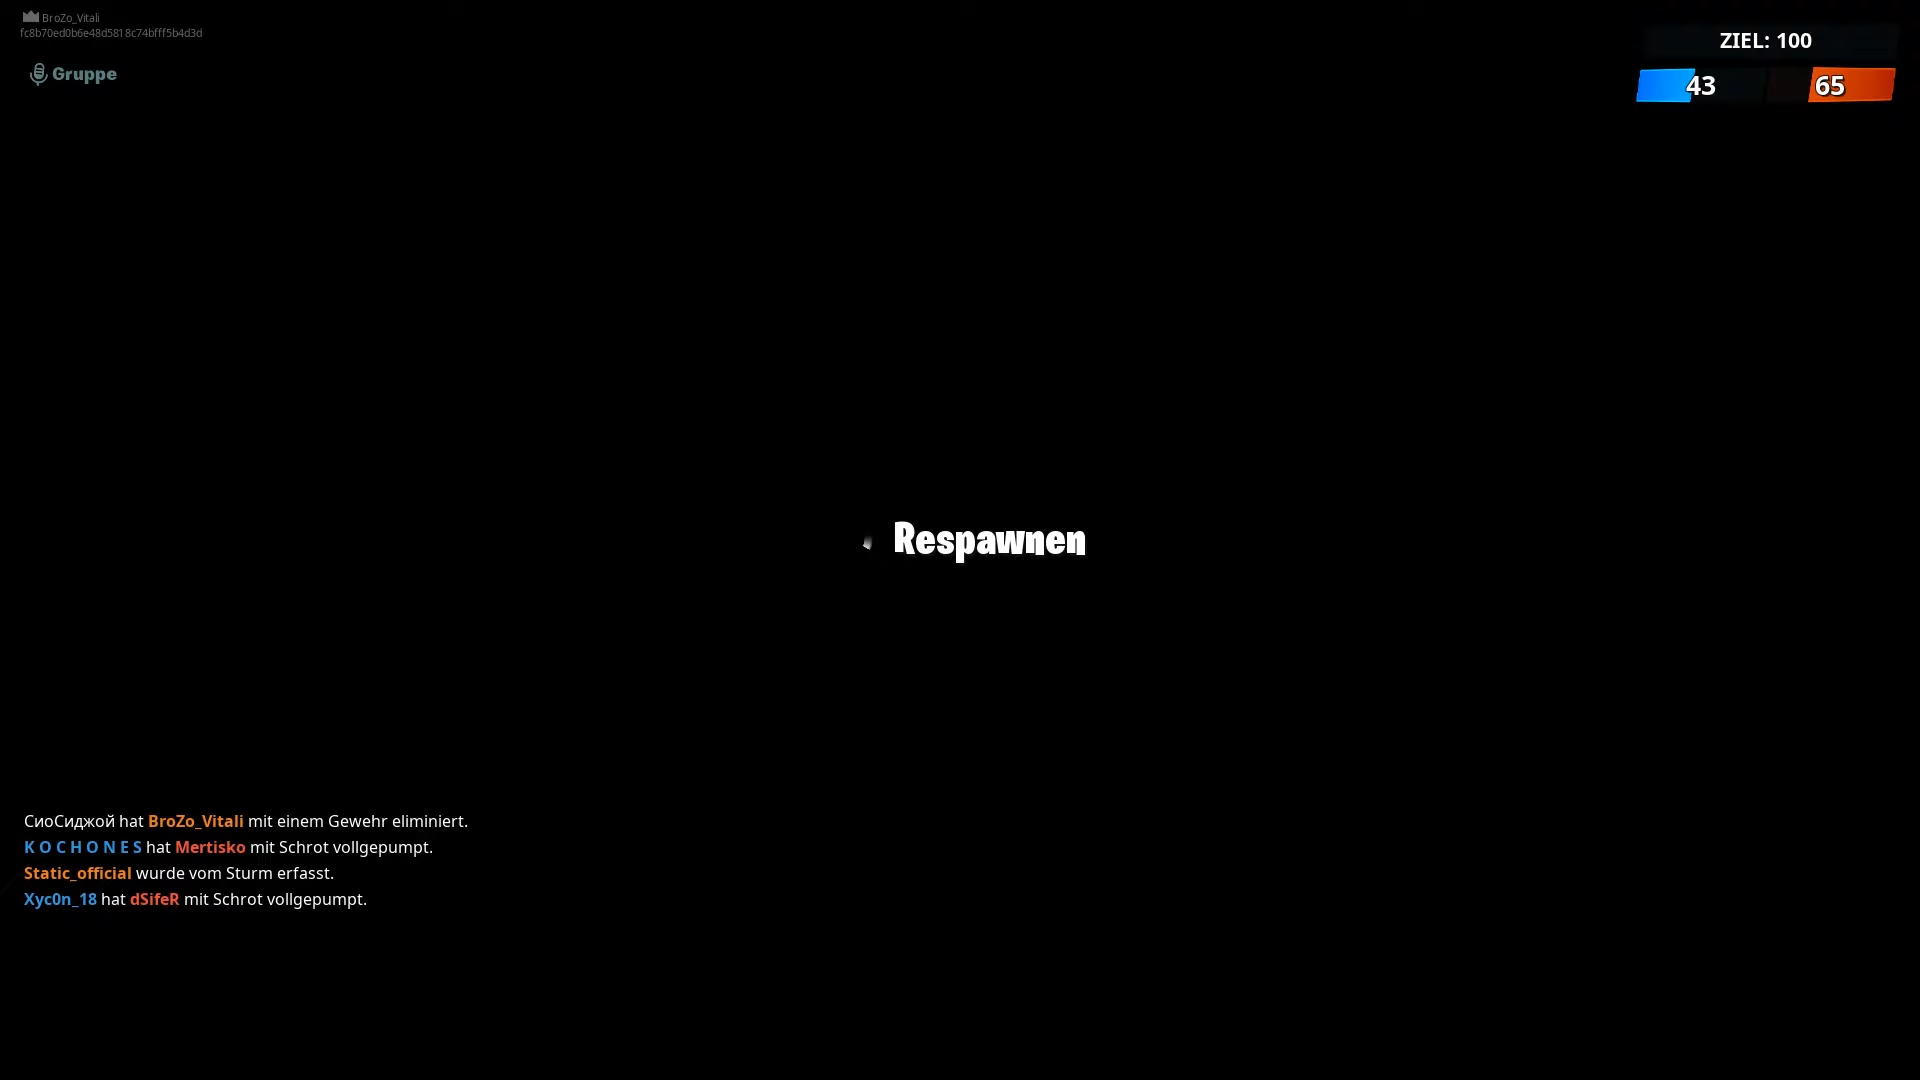 BroZo_Vitali
fc8b70ed0b6e48d5818c74bfff5b4d3d
Gruppe
ZIEL: 100
43 65
Respawnen
СиоСиджой hat BroZo_Vitali mit einem Gewehr eliminiert.
K O C H O N E S hat Mertisko mit Schrot vollgepumpt.
Static_official wurde vom Sturm erfasst.
Xyc0n_18 hat dSifeR mit Schrot vollgepumpt.